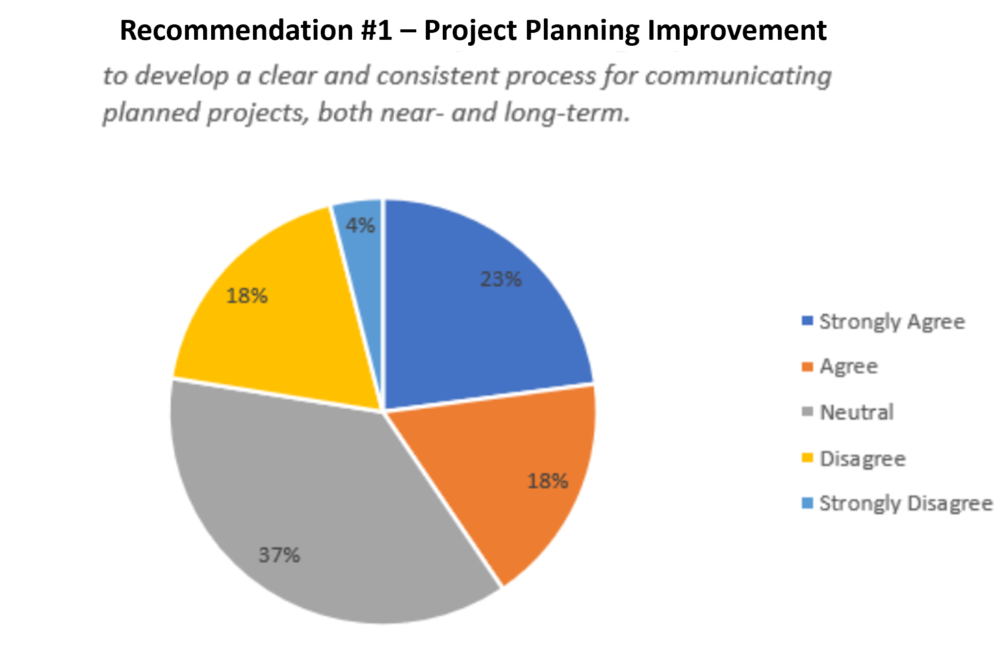 Recommendation #1 – Project Planning Improvement
to develop a clear and consistent process for communicating
planned projects, both near- and long-term.
4%
23%
18%
18%
37%
Strongly Agree
Agree
Neutral
Disagree
Strongly Disagree